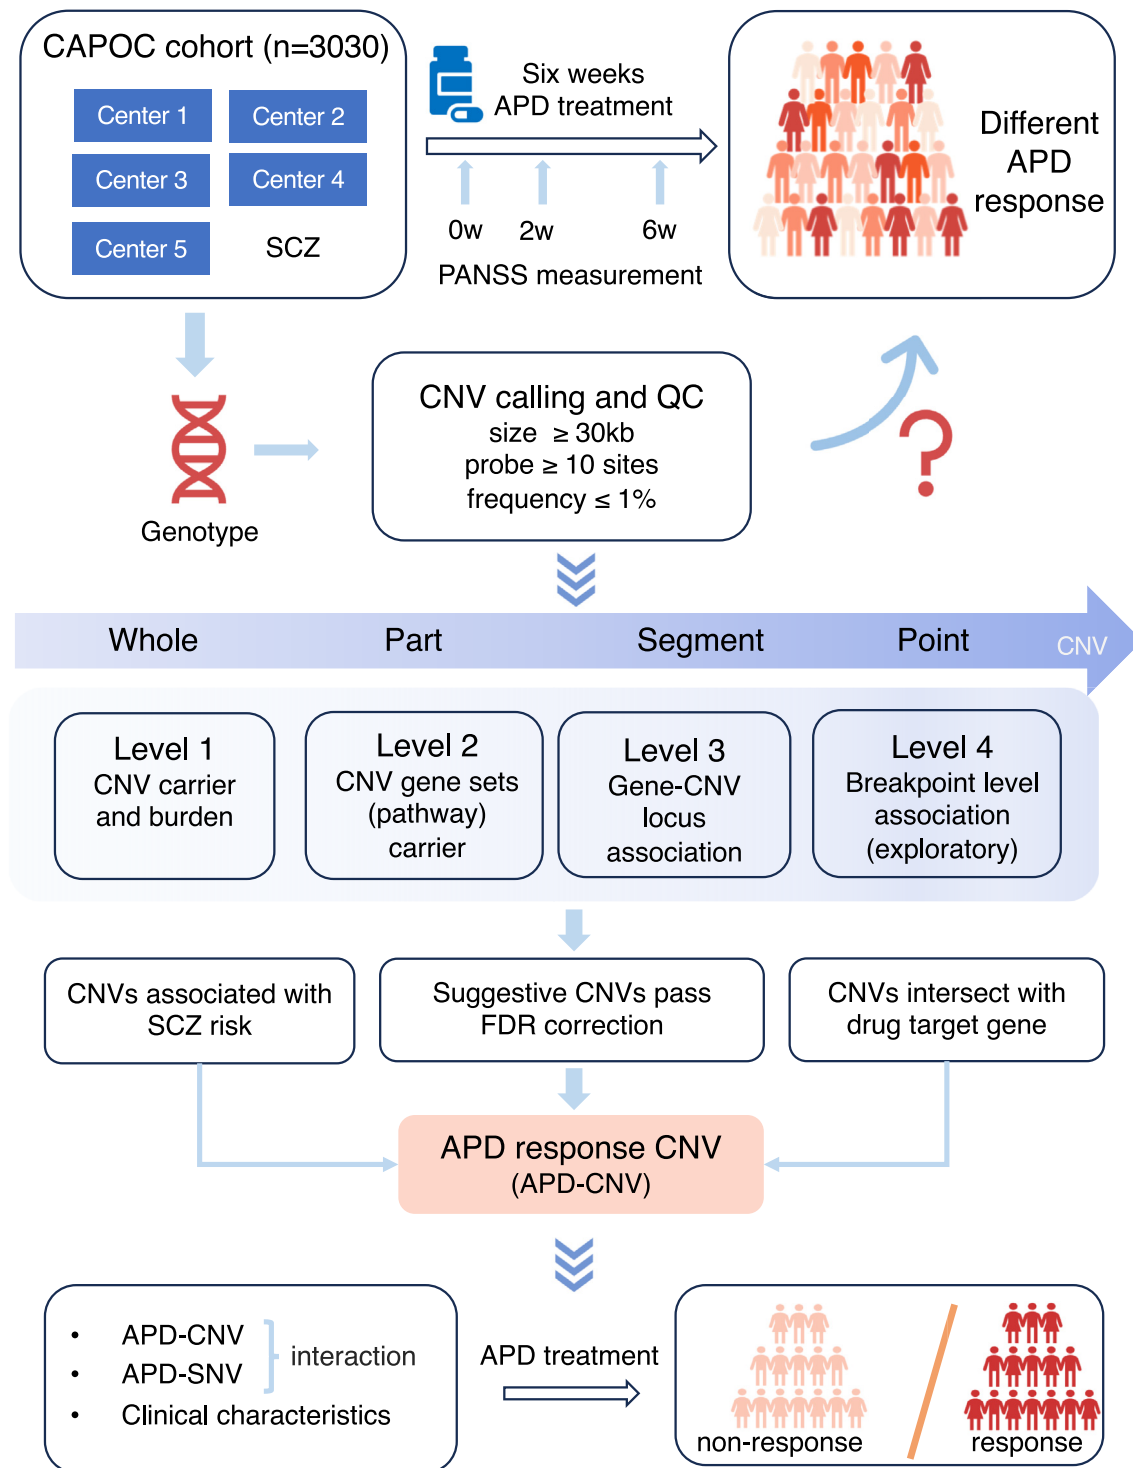 CAPOC cohort (n=3030)
Center 1
Center 2
Center 3
Center 4
Center 5
SCZ
Six weeks
APD treatment
0w
2w
6w
PANSS measurement
Different
APD
response
Genotype
CNV calling and QC
size ≥ 30kb
probe ≥ 10 sites
frequency ≤ 1%
?
Whole
Part
Segment
Point
CNV
Level 1
CNV carrier
and burden
Level 2
CNV gene sets
(pathway)
carrier
Level 3
Gene-CNV
locus
association
Level 4
Breakpoint level
association
(exploratory)
CNVs associated with
SCZ risk
Suggestive CNVs pass
FDR correction
CNVs intersect with
drug target gene
APD response CNV
(APD-CNV)
• APD-CNV
• APD-SNV
interaction
• Clinical characteristics
APD treatment
non-response
response